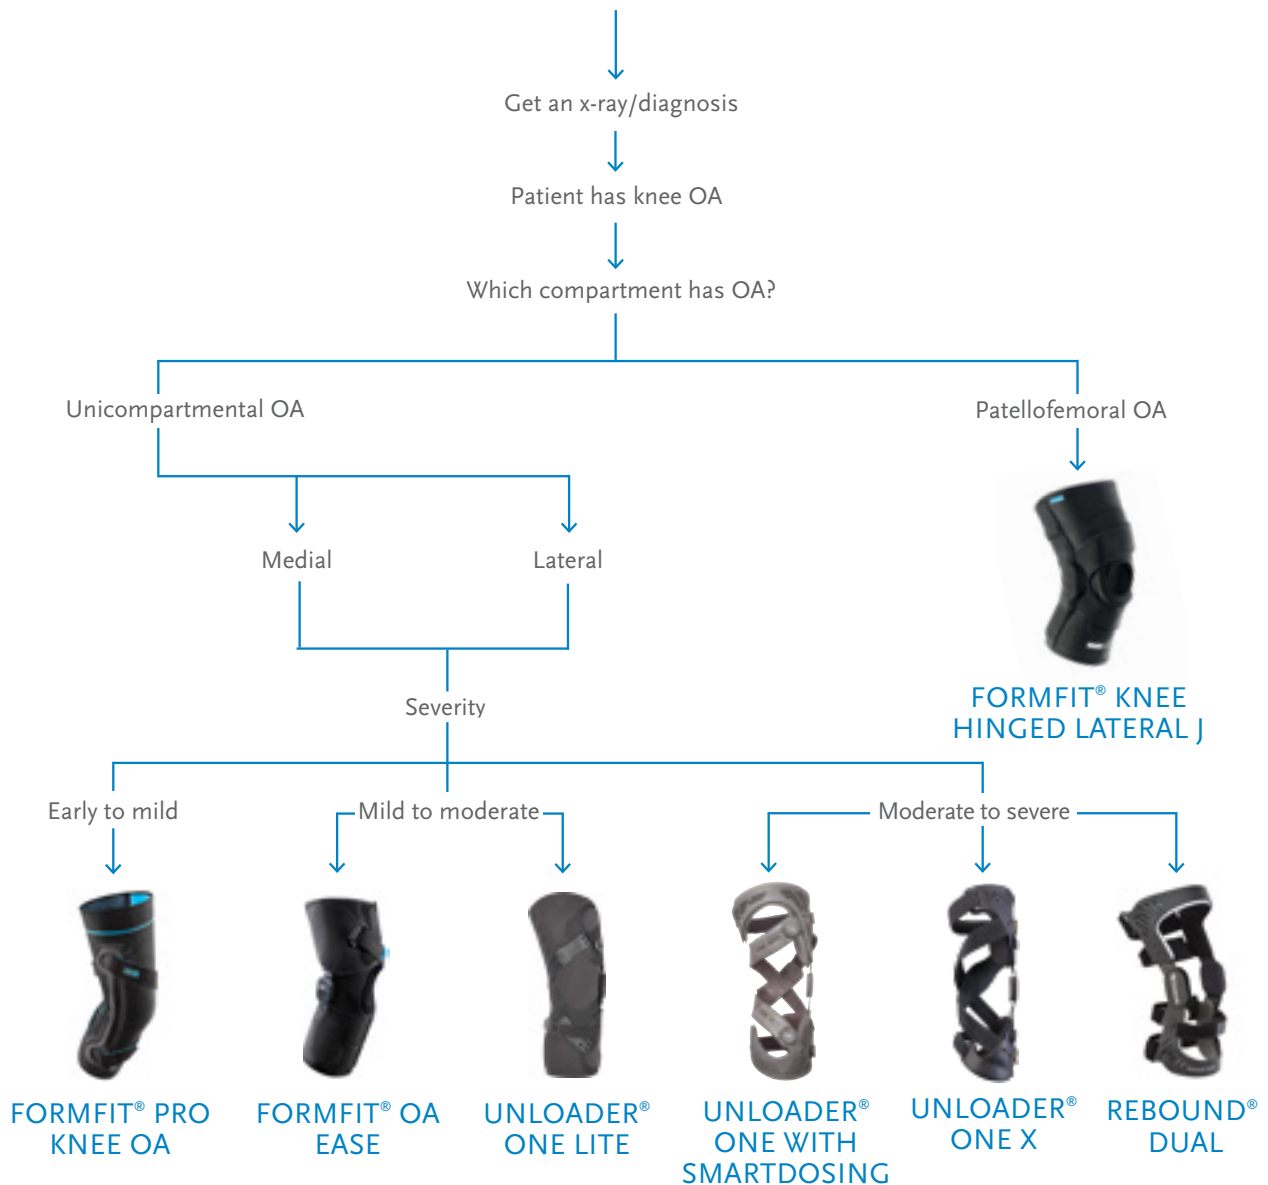 Get an x-ray/diagnosis
Patient has knee OA
Which compartment has OA?
Unicompartmental OA
Patellofemoral OA
Medial
Lateral
FORMFIT® KNEE
HINGED LATERAL J
Severity
Early to mild
Mild to moderate
Moderate to severe
FORMFIT® PRO
KNEE OA
FORMFIT® OA
EASE
UNLOADER®
ONE LITE
UNLOADER®
ONE WITH
SMARTDOSING
UNLOADER®
ONE X
REBOUND®
DUAL